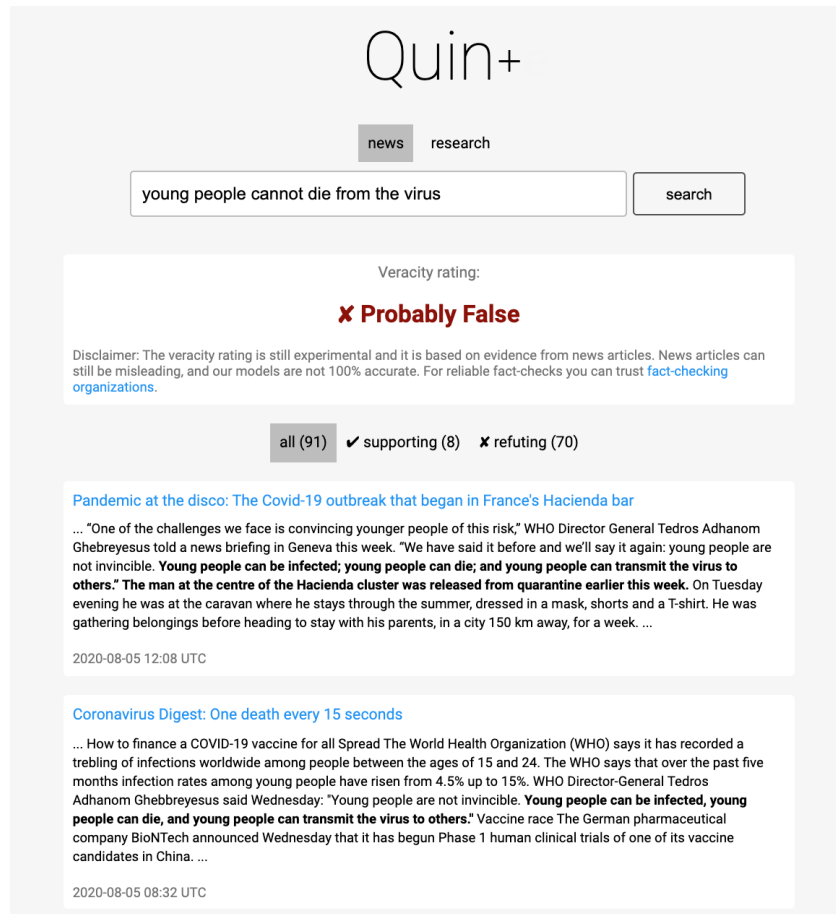 Quin+
news research
young people cannot die from the virus search
Veracity rating:
✘ Probably False
Disclaimer: The veracity rating is still experimental and it is based on evidence from news articles. News articles can
still be misleading, and our models are not 100% accurate. For reliable fact-checks you can trust fact-checking
organizations.
all (91) ✔ supporting (8) ✘ refuting (70)
Pandemic at the disco: The Covid-19 outbreak that began in France's Hacienda bar
... “One of the challenges we face is convincing younger people of this risk,” WHO Director General Tedros Adhanom
Ghebreyesus told a news briefing in Geneva this week. “We have said it before and we’ll say it again: young people are
not invincible. Young people can be infected; young people can die; and young people can transmit the virus to
others.” The man at the centre of the Hacienda cluster was released from quarantine earlier this week. On Tuesday
evening he was at the caravan where he stays through the summer, dressed in a mask, shorts and a T-shirt. He was
gathering belongings before heading to stay with his parents, in a city 150 km away, for a week. ...
2020-08-05 12:08 UTC
Coronavirus Digest: One death every 15 seconds
... How to finance a COVID-19 vaccine for all Spread The World Health Organization (WHO) says it has recorded a
trebling of infections worldwide among people between the ages of 15 and 24. The WHO says that over the past five
months infection rates among young people have risen from 4.5% up to 15%. WHO Director-General Tedros
Adhanom Ghebbreyesus said Wednesday: "Young people are not invincible. Young people can be infected, young
people can die, and young people can transmit the virus to others." Vaccine race The German pharmaceutical
company BioNTech announced Wednesday that it has begun Phase 1 human clinical trials of one of its vaccine
candidates in China. ...
2020-08-05 08:32 UTC